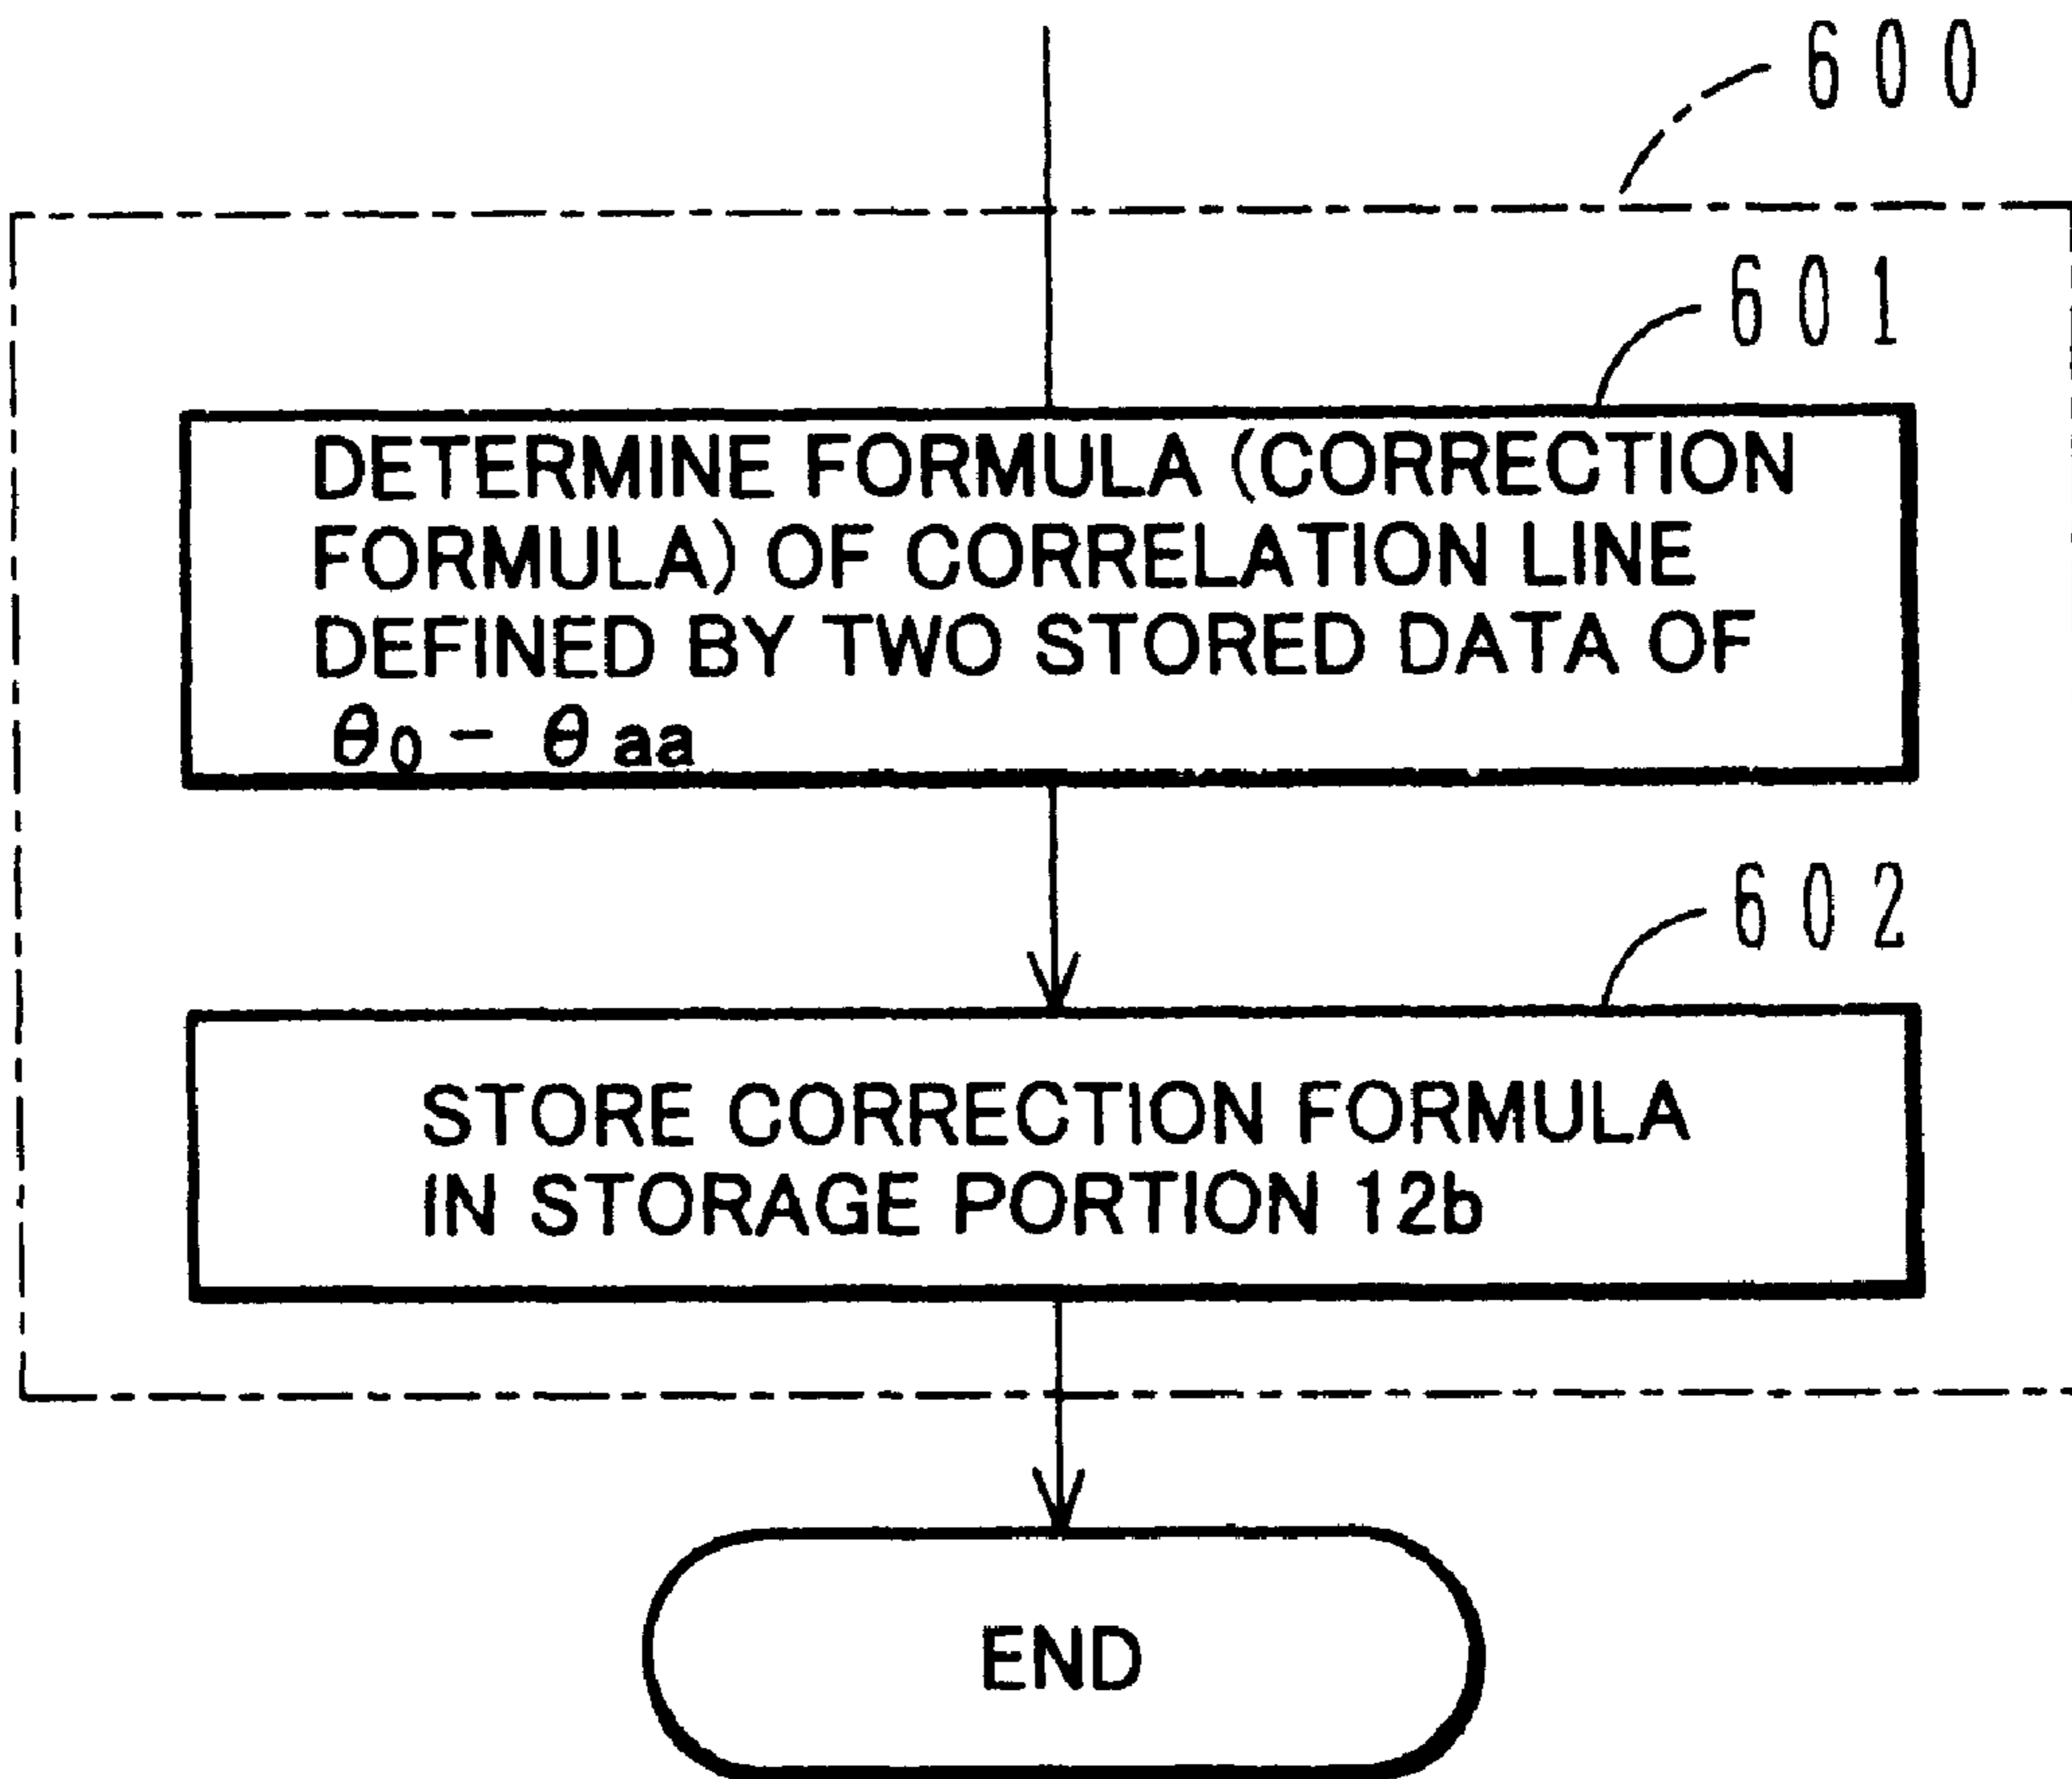 600
601
DETERMINE FORMULA (CORRECTION
FORMULA) OF CORRELATION LINE
DEFINED BY TWO STORED DATA OF
θ0 - θaa
602
STORE CORRECTION FORMULA
IN STORAGE PORTION 12b
END